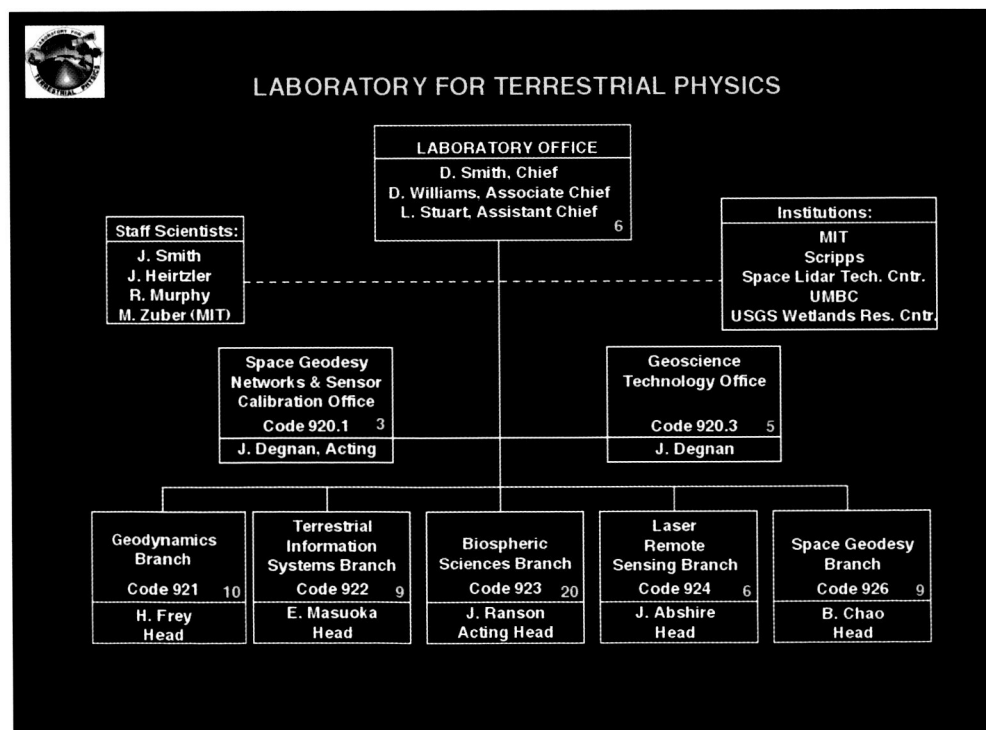 LABORATORY FOR TERRESTRIAL PHYSICS
LABORATORY FOR TERRESTRIAL PHYSICS
LABORATORY OFFICE
D. Smith, Chief
D. Williams, Associate Chief
L. Stuart, Assistant Chief
6
Staff Scientists:
J. Smith
J. Heirtzler
R. Murphy
M. Zuber (MIT)
Institutions:
MIT
Scripps
Space Lidar Tech. Cntr.
UMBC
USGS Wetlands Res. Cntr.
Space Geodesy
Networks & Sensor
Calibration Office
Code 920.1 3
J. Degnan, Acting
Geoscience
Technology Office
Code 920.3 5
J. Degnan
Geodynamics
Branch
Code 921 10
H. Frey
Head
Terrestrial
Information
Systems Branch
Code 922 9
E. Masuoka
Head
Biospheric
Sciences Branch
Code 923 20
J. Ranson
Acting Head
Laser
Remote
Sensing Branch
Code 924 6
J. Abshire
Head
Space Geodesy
Branch
Code 926 9
B. Chao
Head